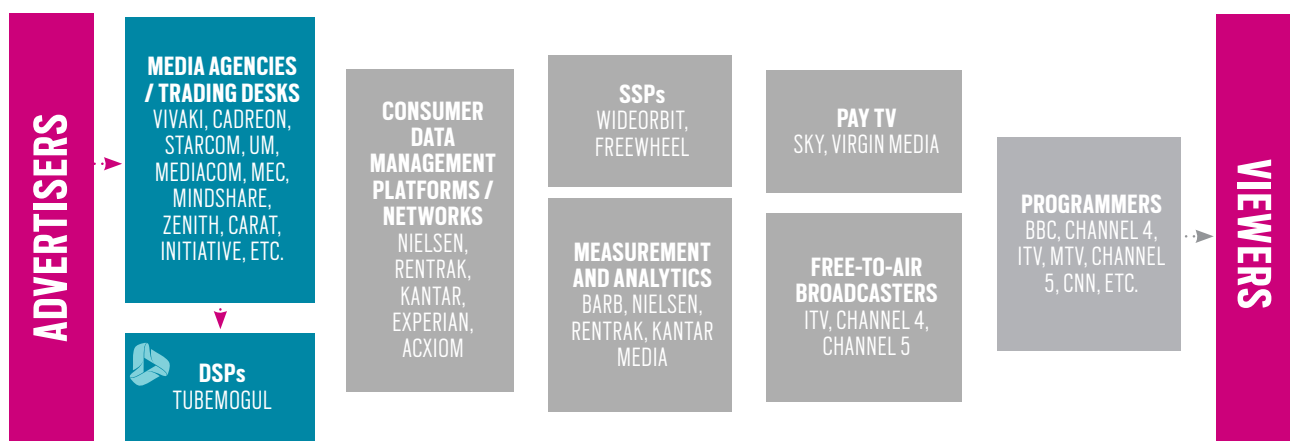 ADVERTISERS
MEDIA AGENCIES
/ TRADING DESKS
VIVAKI, CADREON,
STARCOM, UM,
MEDIACOM, MEC,
MINDSHARE,
ZENITH, CARAT,
INITIATIVE, ETC.
DSPs
TUBEMOGUL
CONSUMER
DATA
MANAGEMENT
PLATFORMS /
NETWORKS
NIELSEN,
RENTRAK,
KANTAR,
EXPERIAN,
ACXIOM
SSPs
WIDEORBIT,
FREEWHEEL
MEASUREMENT
AND ANALYTICS
BARB, NIELSEN,
RENTRAK, KANTAR
MEDIA
PAY TV
SKY, VIRGIN MEDIA
FREE-TO-AIR
BROADCASTERS
ITV, CHANNEL 4,
CHANNEL 5
PROGRAMMERS
BBC, CHANNEL 4,
ITV, MTV, CHANNEL
5, CNN, ETC.
VIEWERS